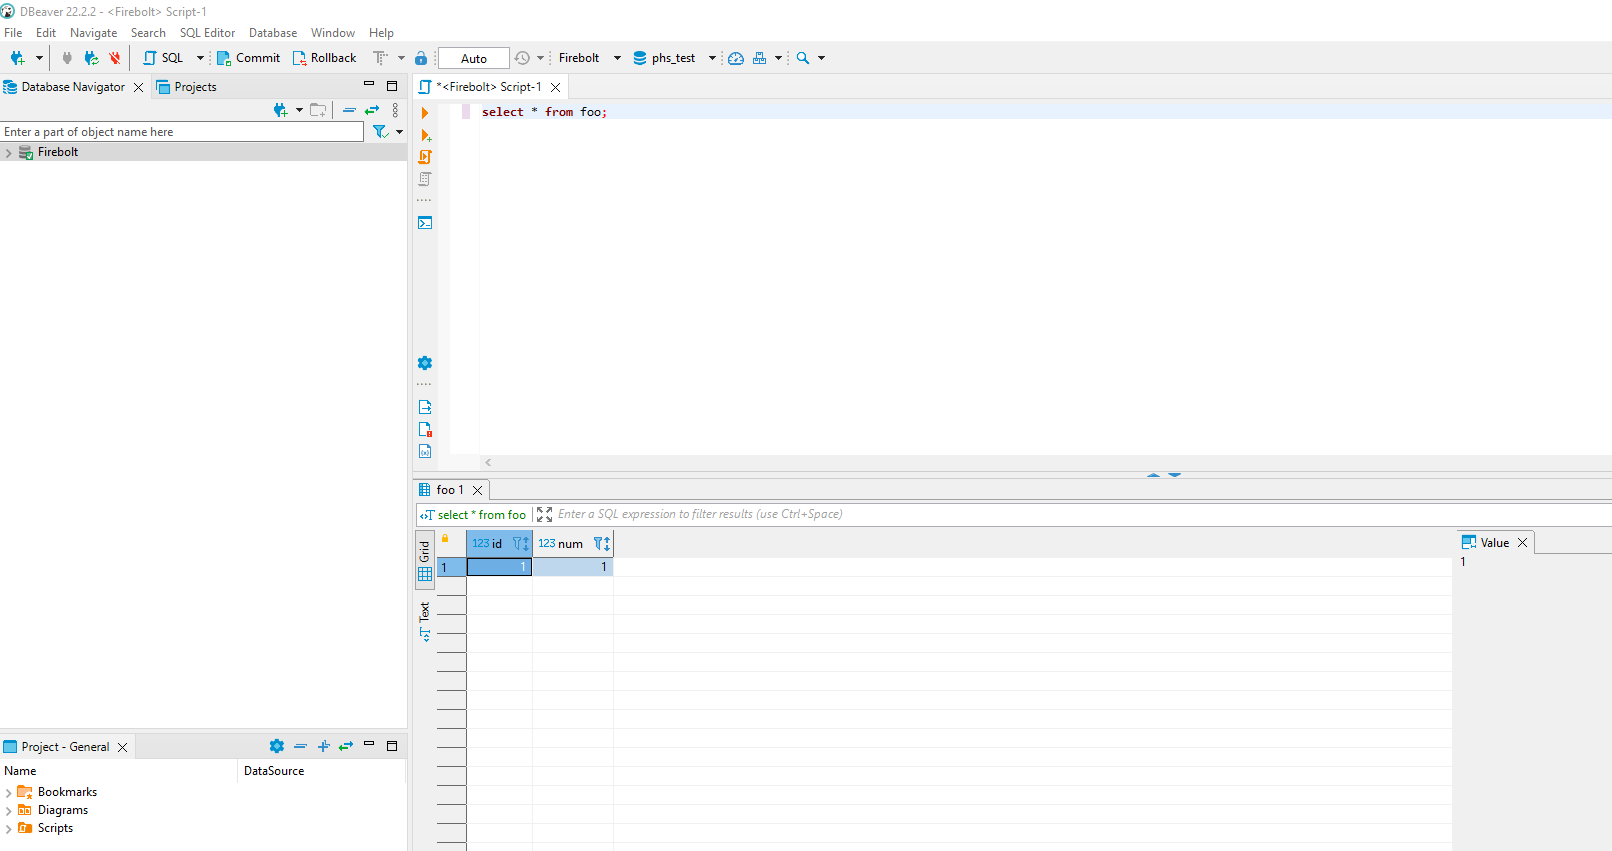 DBeaver 22.2.2 - <Firebolt> Script-1
File Edit Navigate Search SQL Editor Database Window Help
SQL Commit Rollback Auto Firebolt phs_test
Database Navigator Projects
Enter a part of object name here
Firebolt
*<Firebolt> Script-1
select * from foo;
foo 1
select * from foo Enter a SQL expression to filter results (use Ctrl+Space)
Grid
Text
123 id 123 num
1 1 1
Value
1
Project - General
Name DataSource
Bookmarks
Diagrams
Scripts